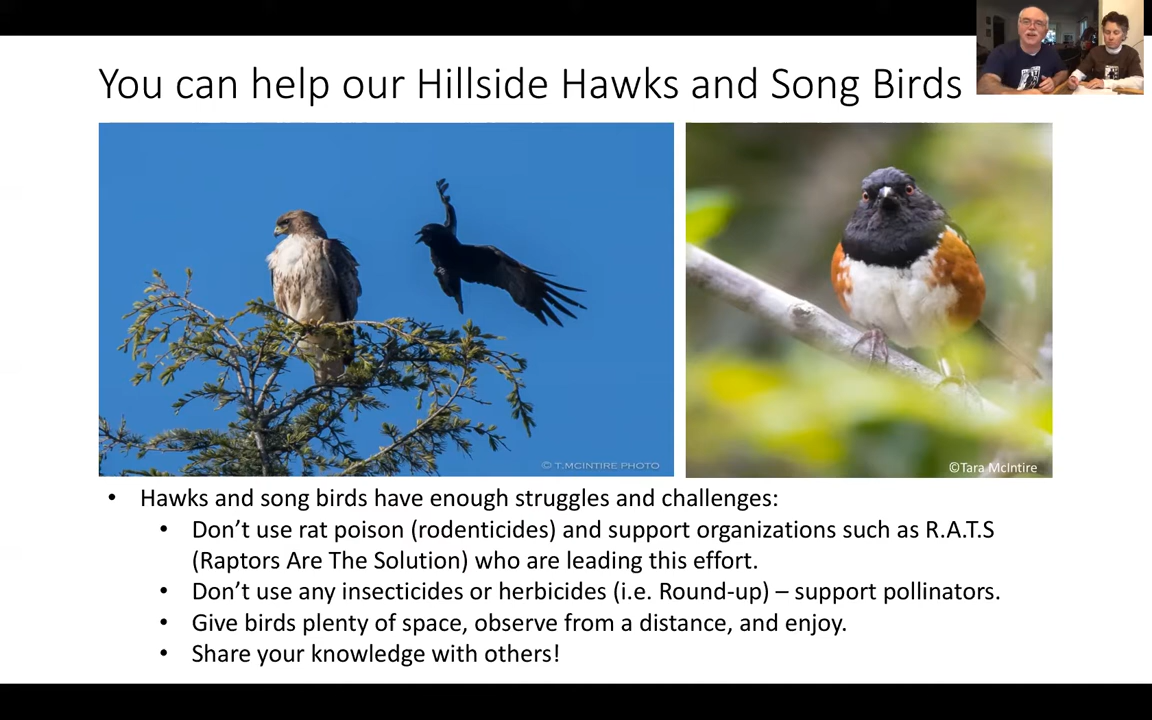 You can help our Hillside Hawks and Song Birds
© T.MCINTIRE PHOTO
©Tara McIntire
• Hawks and song birds have enough struggles and challenges:
• Don’t use rat poison (rodenticides) and support organizations such as R.A.T.S
(Raptors Are The Solution) who are leading this effort.
• Don’t use any insecticides or herbicides (i.e. Round-up) – support pollinators.
• Give birds plenty of space, observe from a distance, and enjoy.
• Share your knowledge with others!